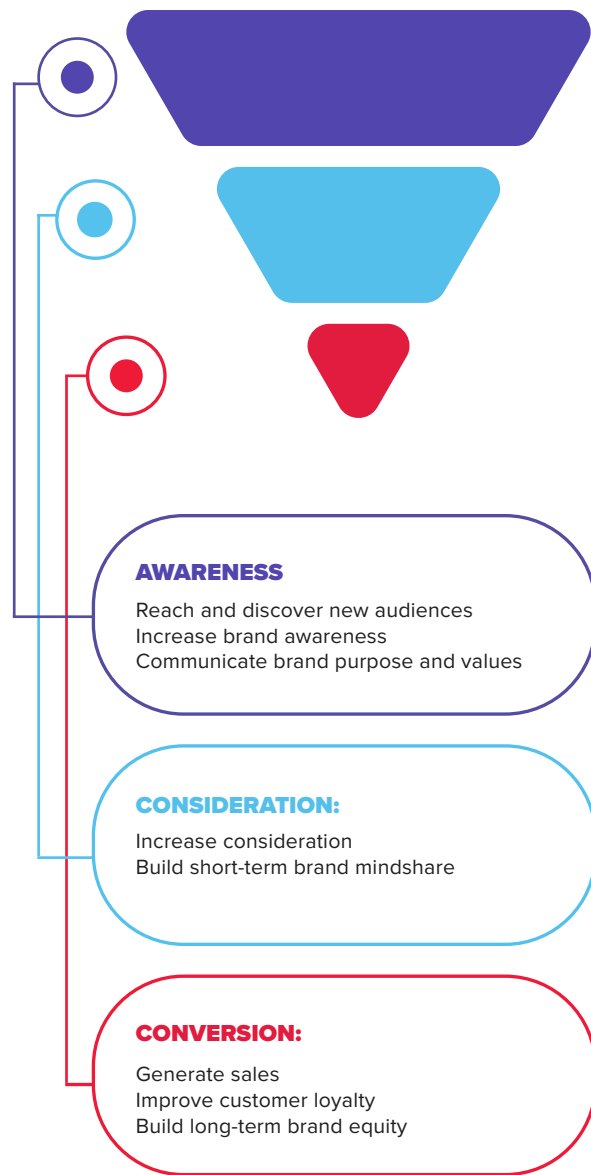 AWARENESS
Reach and discover new audiences
Increase brand awareness
Communicate brand purpose and values
CONSIDERATION:
Increase consideration
Build short-term brand mindshare
CONVERSION:
Generate sales
Improve customer loyalty
Build long-term brand equity